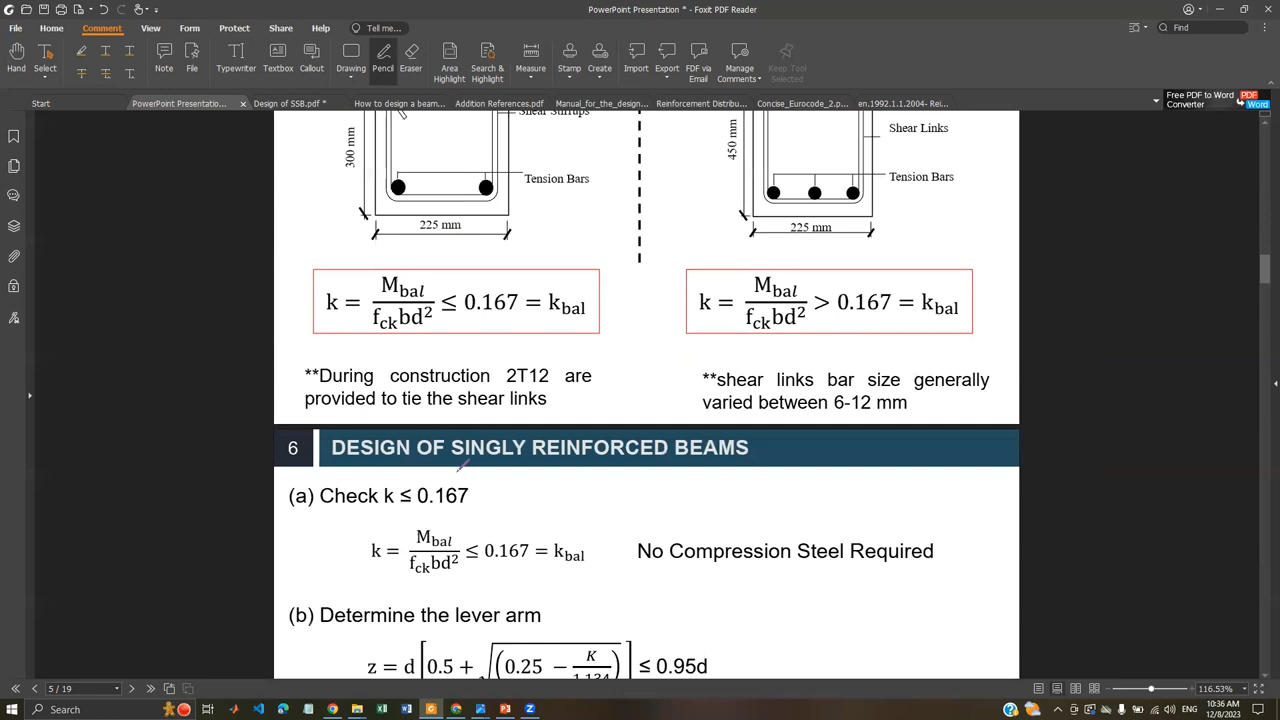 PowerPoint Presentation * - Foxit PDF Reader
File Home Comment View Form Protect Share Help Tell me... Find
Hand Select Note File Typewriter Textbox Callout Drawing Pencil Eraser Area Highlight Search & Highlight Measure Stamp Create Import Export FDF via Email Manage Comments Keep Tool Selected
Start PowerPoint Presentatio... Design of SSB.pdf * How to design a beam... Addition References.pdf Manual_for_the_design... Reinforcement Distribu... Concise_Eurocode_2.p... en.1992.1.1.2004- Rei...
Free PDF to Word Converter
PDF
Word
Shear Stirrups
300 mm
Tension Bars
225 mm
Shear Links
450 mm
Tension Bars
225 mm
k = M_bal / f_ck bd² ≤ 0.167 = k_bal
k = M_bal / f_ck bd² > 0.167 = k_bal
**During construction 2T12 are
provided to tie the shear links
**shear links bar size generally
varied between 6-12 mm
6 DESIGN OF SINGLY REINFORCED BEAMS
(a) Check k ≤ 0.167
k = M_bal / f_ck bd² ≤ 0.167 = k_bal No Compression Steel Required
(b) Determine the lever arm
z = d [0.5 + √(0.25 − K / 1.134)] ≤ 0.95d
5 / 19
116.53%
Search
10:36 AM
12/8/2023